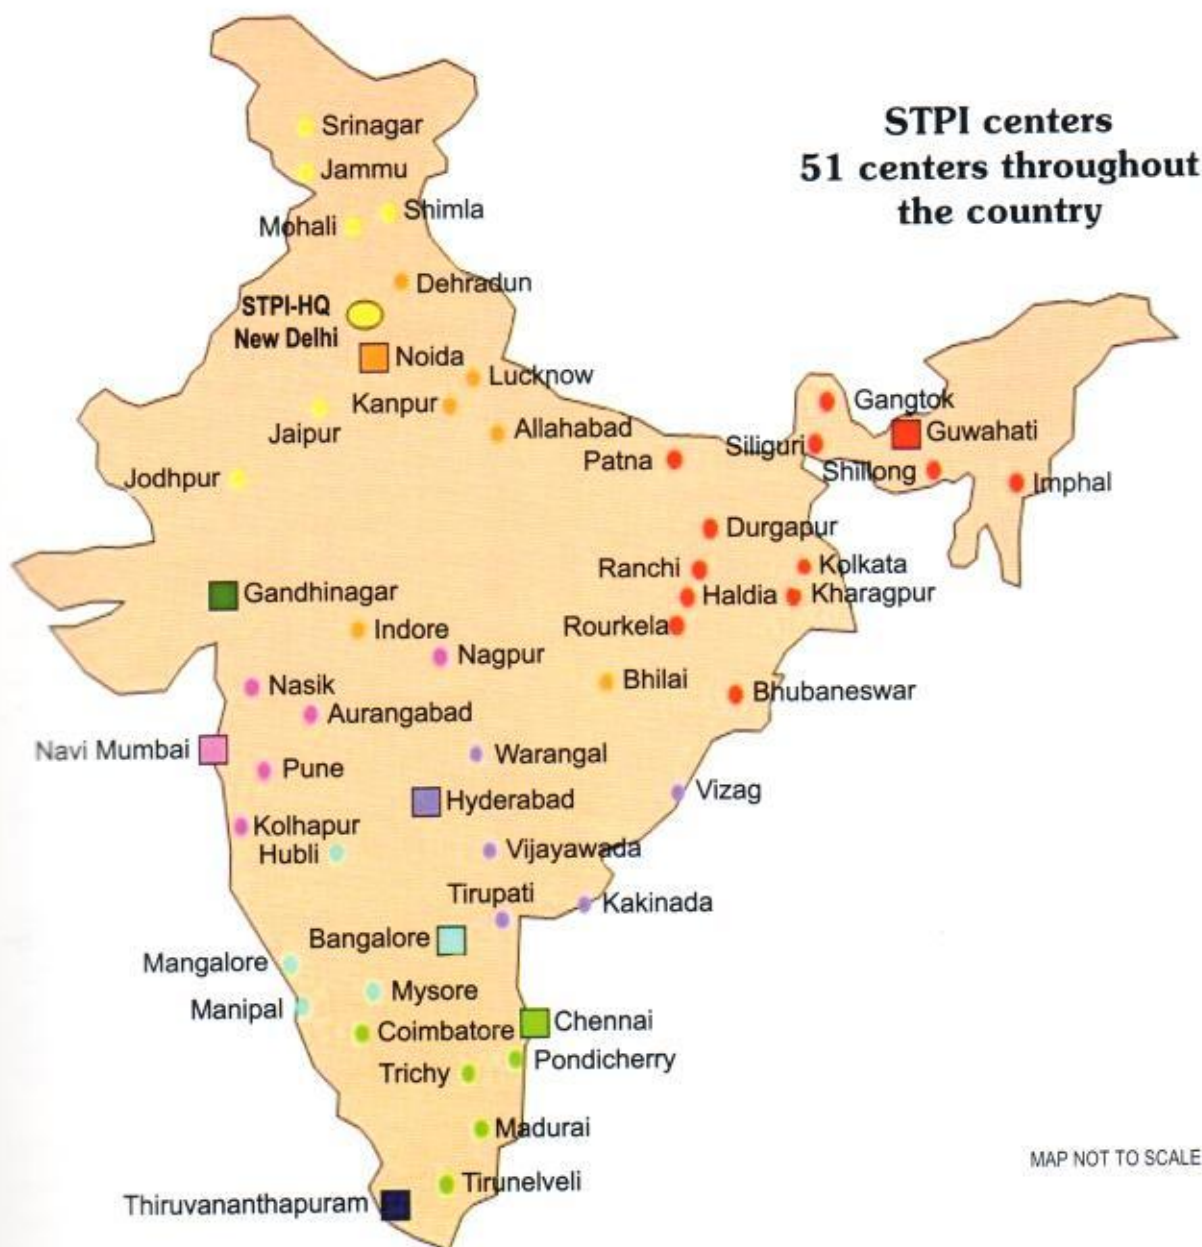 STPI centers
51 centers throughout
the country
Srinagar
Jammu
Shimla
Mohali
Dehradun
STPI-HQ
New Delhi
Noida
Lucknow
Kanpur
Jaipur
Allahabad
Gangtok
Guwahati
Siliguri
Patna
Shillong
Imphal
Jodhpur
Durgapur
Ranchi
Kolkata
Gandhinagar
Haldia
Kharagpur
Indore
Rourkela
Nagpur
Nasik
Bhilai
Bhubaneswar
Aurangabad
Navi Mumbai
Warangal
Pune
Vizag
Hyderabad
Kolhapur
Hubli
Vijayawada
Tirupati
Kakinada
Bangalore
Mangalore
Mysore
Manipal
Chennai
Coimbatore
Pondicherry
Trichy
Madurai
MAP NOT TO SCALE
Tirunelveli
Thiruvananthapuram